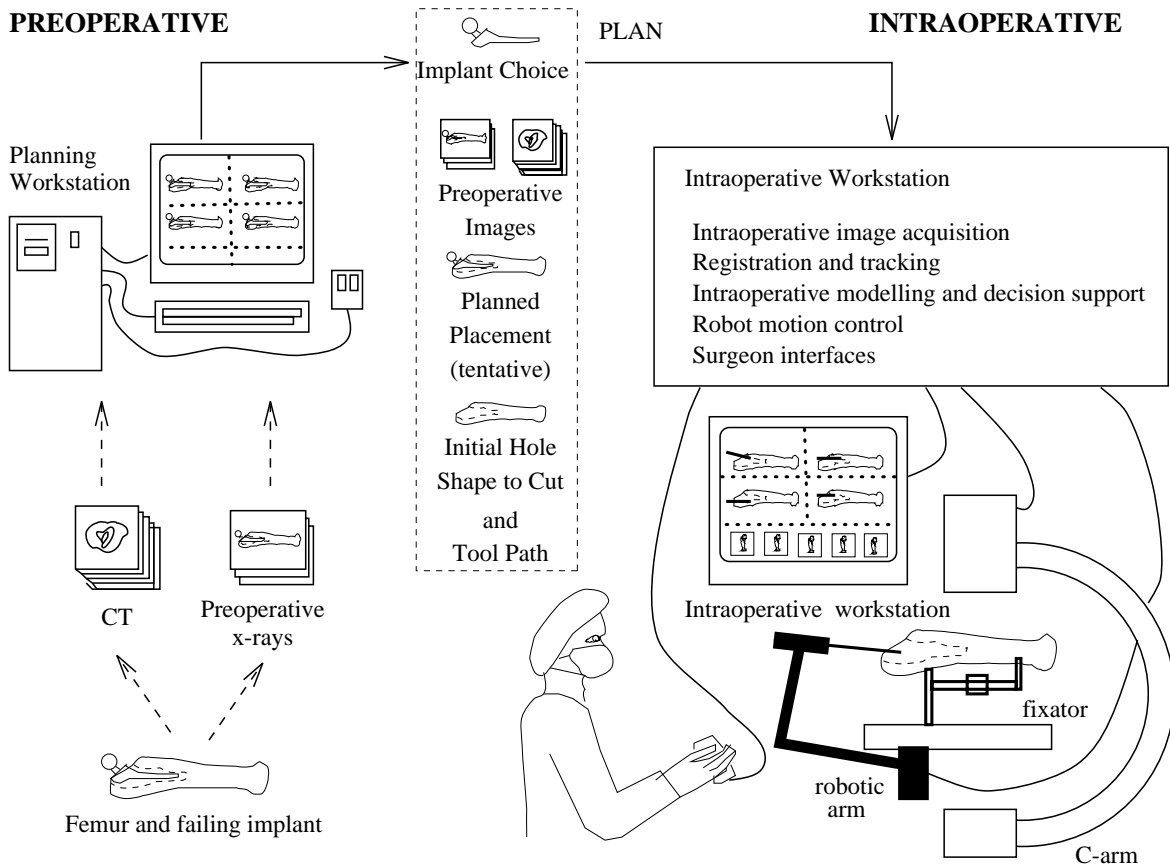 PREOPERATIVE
PLAN
INTRAOPERATIVE
Implant Choice
Planning
Workstation
Preoperative
Images
Planned
Placement
(tentative)
Initial Hole
Shape to Cut
and
Tool Path
CT
Preoperative
x-rays
Femur and failing implant
Intraoperative Workstation
Intraoperative image acquisition
Registration and tracking
Intraoperative modelling and decision support
Robot motion control
Surgeon interfaces
Intraoperative workstation
fixator
robotic
arm
C-arm